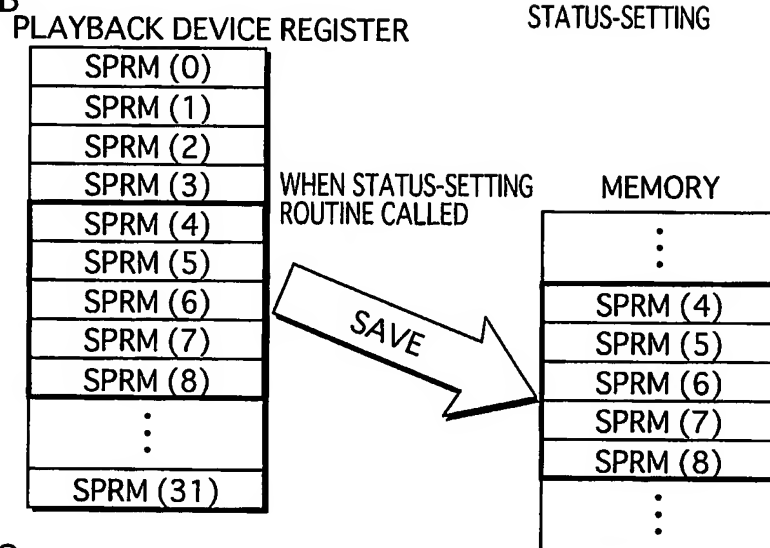 B
PLAYBACK DEVICE REGISTER
STATUS-SETTING
SPRM (0)
SPRM (1)
SPRM (2)
SPRM (3)
SPRM (4)
SPRM (5)
SPRM (6)
SPRM (7)
SPRM (8)
SPRM (31)
WHEN STATUS-SETTING
ROUTINE CALLED
SAVE
MEMORY
SPRM (4)
SPRM (5)
SPRM (6)
SPRM (7)
SPRM (8)